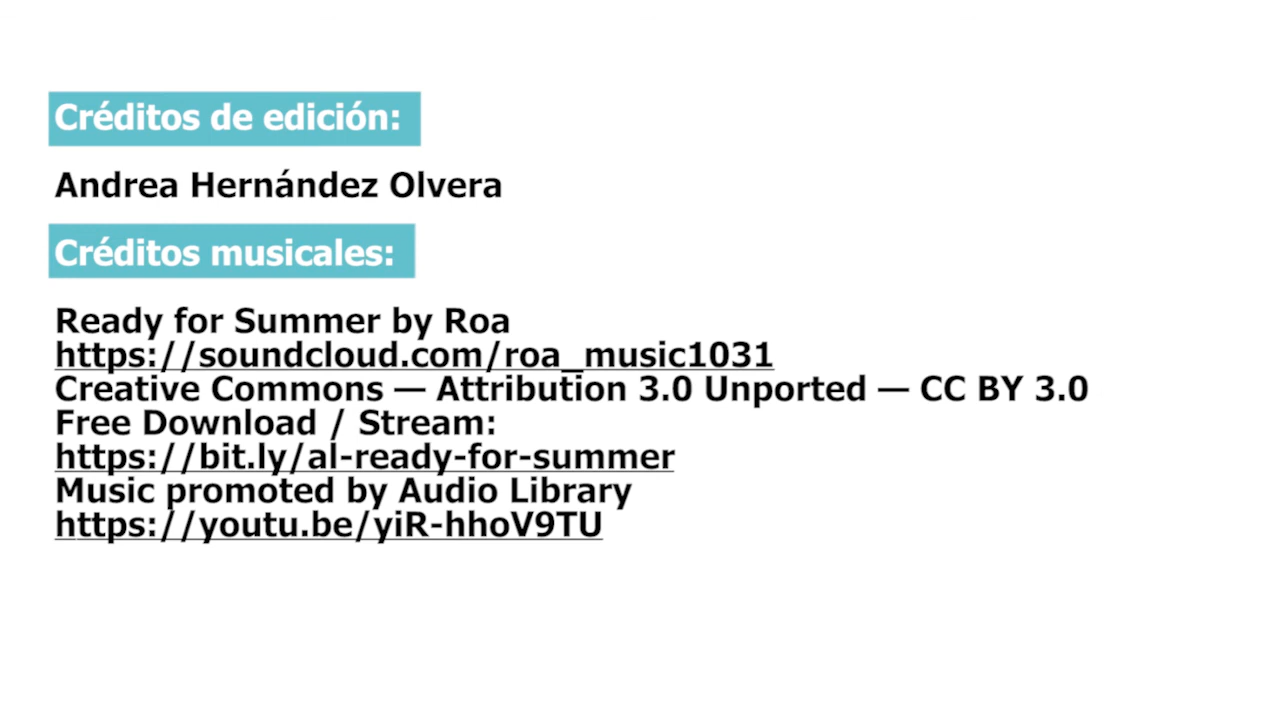 Créditos de edición:
Andrea Hernández Olvera
Créditos musicales:
Ready for Summer by Roa
https://soundcloud.com/roa_music1031
Creative Commons — Attribution 3.0 Unported — CC BY 3.0
Free Download / Stream:
https://bit.ly/al-ready-for-summer
Music promoted by Audio Library
https://youtu.be/yiR-hhoV9TU